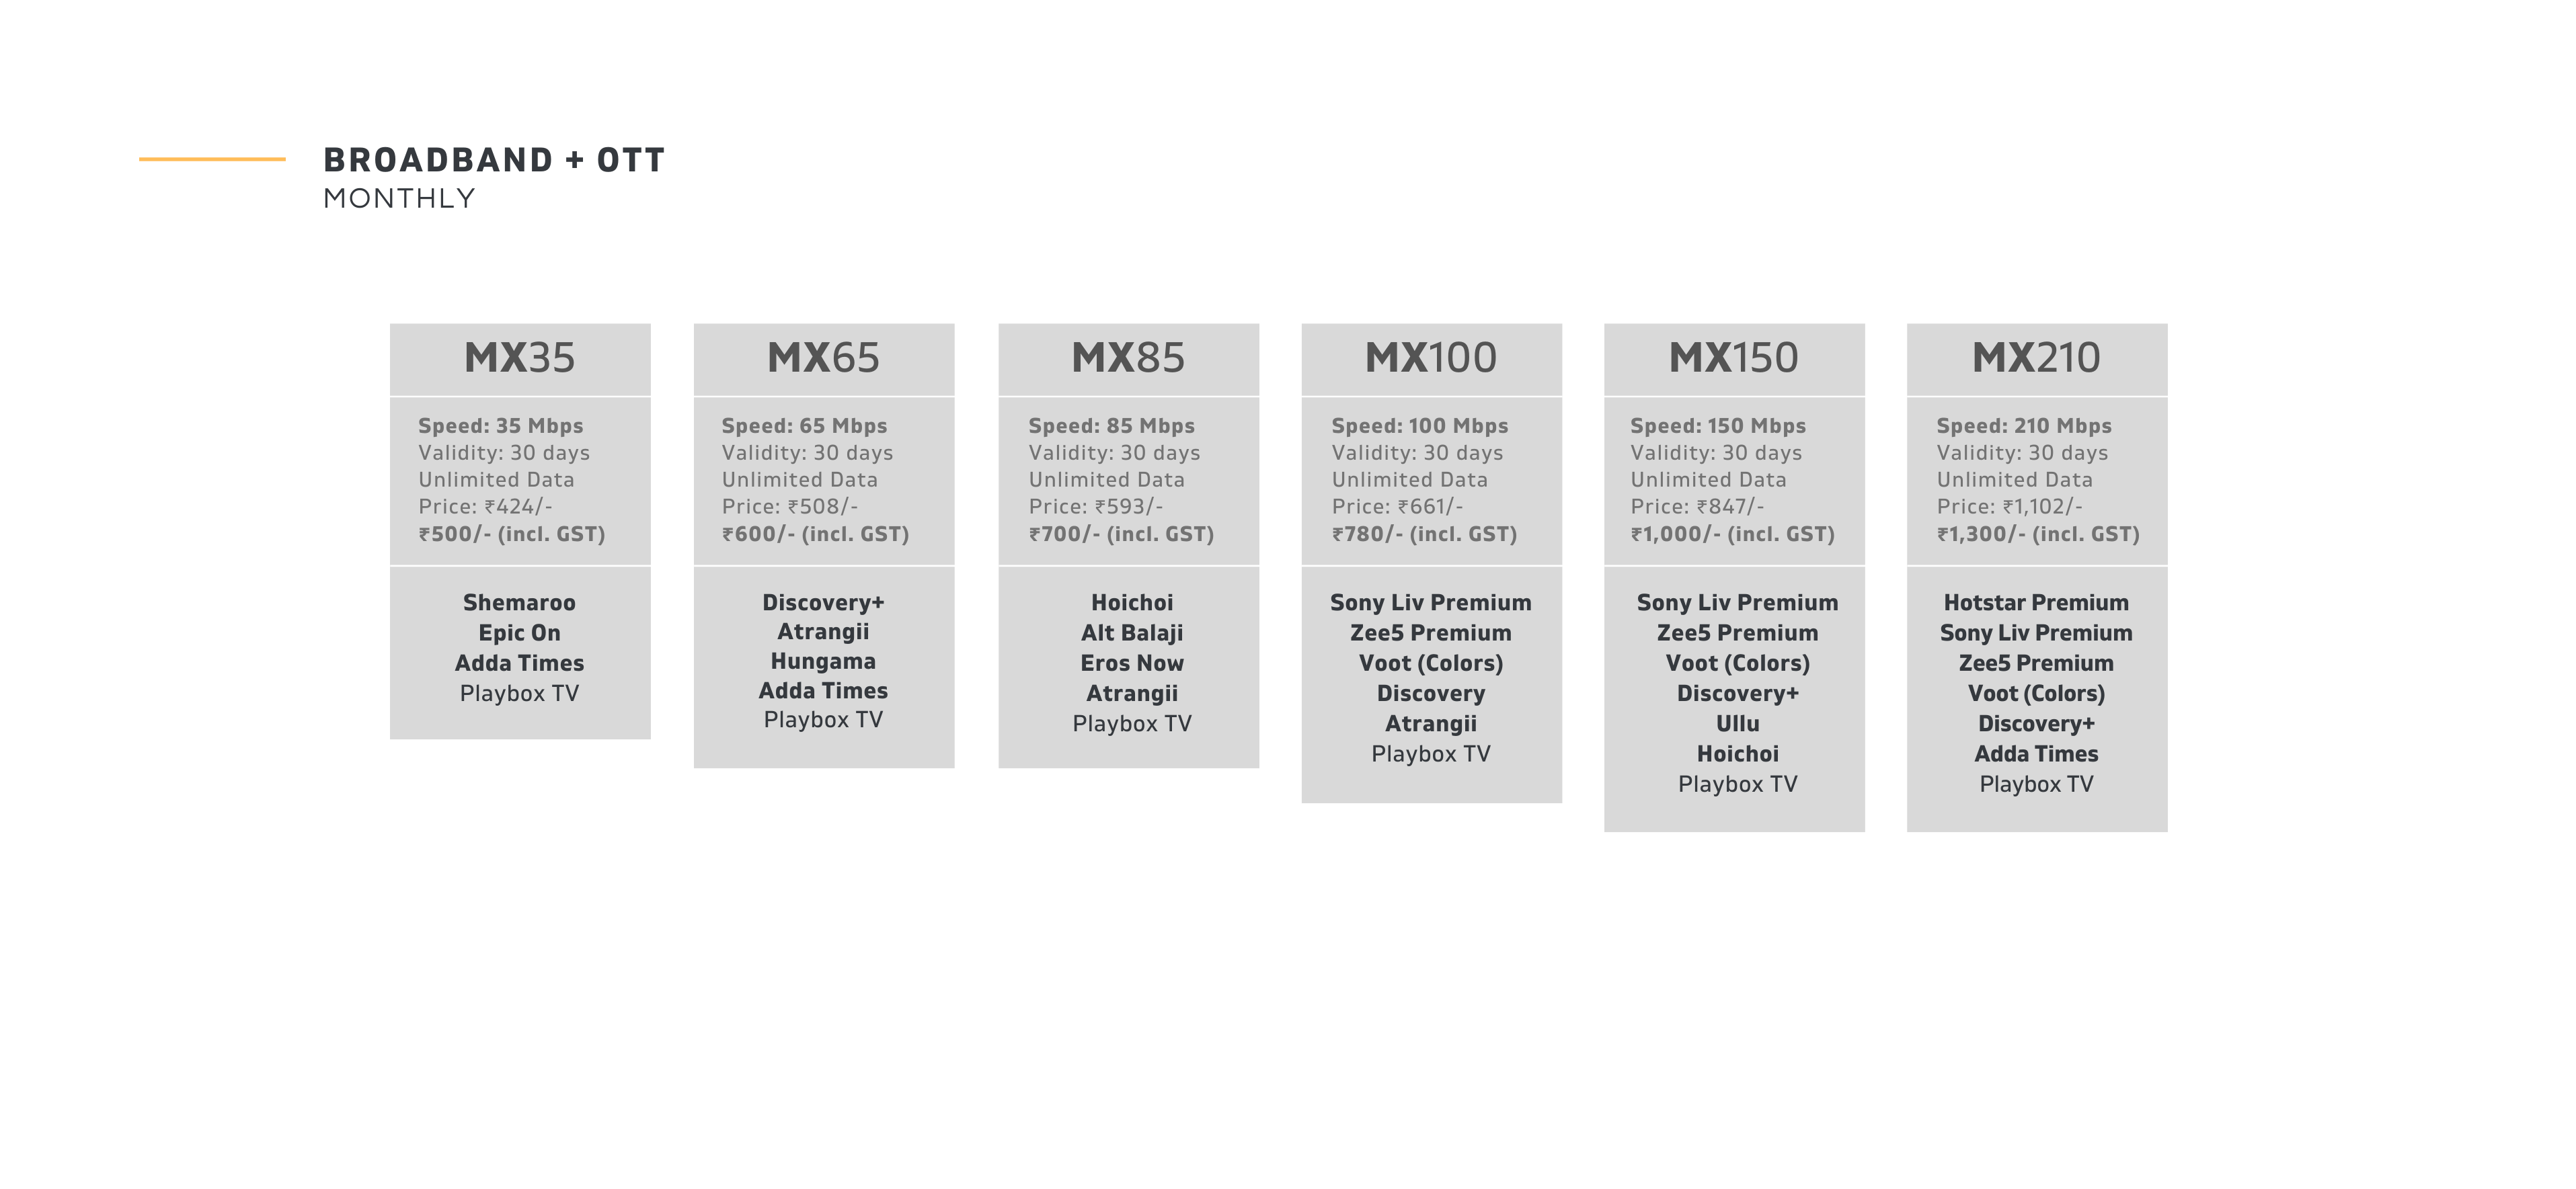 BROADBAND + OTT
MONTHLY
MX35
Speed: 35 Mbps
Validity: 30 days
Unlimited Data
Price: ₹424/-
₹500/- (incl. GST)
Shemaroo
Epic On
Adda Times
Playbox TV
MX65
Speed: 65 Mbps
Validity: 30 days
Unlimited Data
Price: ₹508/-
₹600/- (incl. GST)
Discovery+
Atrangii
Hungama
Adda Times
Playbox TV
MX85
Speed: 85 Mbps
Validity: 30 days
Unlimited Data
Price: ₹593/-
₹700/- (incl. GST)
Hoichoi
Alt Balaji
Eros Now
Atrangii
Playbox TV
MX100
Speed: 100 Mbps
Validity: 30 days
Unlimited Data
Price: ₹661/-
₹780/- (incl. GST)
Sony Liv Premium
Zee5 Premium
Voot (Colors)
Discovery
Atrangii
Playbox TV
MX150
Speed: 150 Mbps
Validity: 30 days
Unlimited Data
Price: ₹847/-
₹1,000/- (incl. GST)
Sony Liv Premium
Zee5 Premium
Voot (Colors)
Discovery+
Ullu
Hoichoi
Playbox TV
MX210
Speed: 210 Mbps
Validity: 30 days
Unlimited Data
Price: ₹1,102/-
₹1,300/- (incl. GST)
Hotstar Premium
Sony Liv Premium
Zee5 Premium
Voot (Colors)
Discovery+
Adda Times
Playbox TV